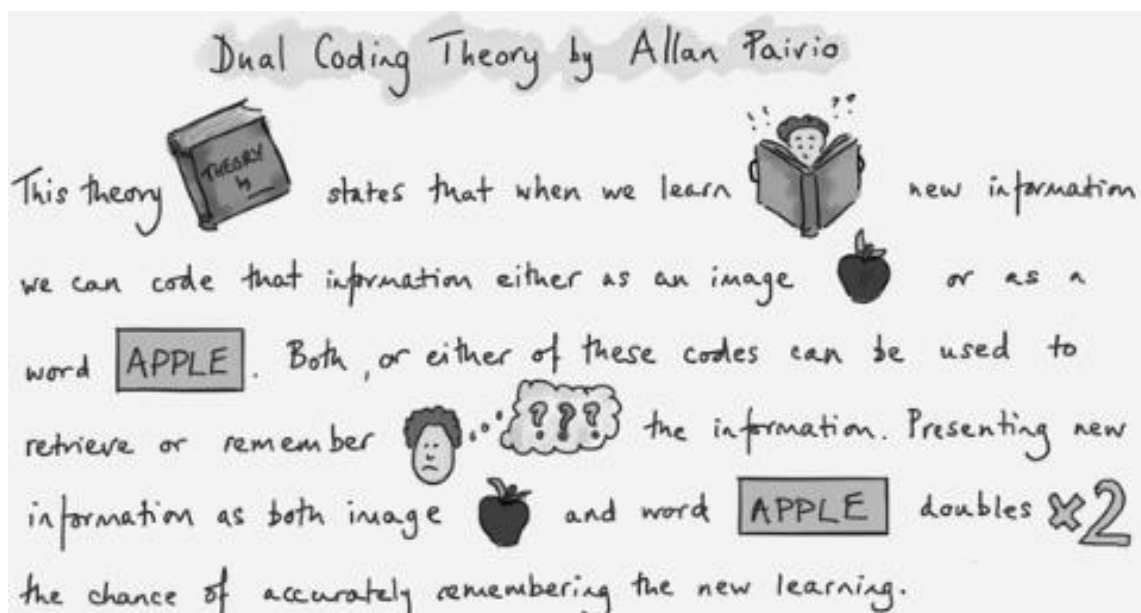 Dual Coding Theory by Allan Paivio
This theory THEORY by states that when we learn !! ?? new information
we can code that information either as an image or as a
word APPLE. Both, or either of these codes can be used to
retrieve or remember ??? the information. Presenting new
information as both image and word APPLE doubles ×2
the chance of accurately remembering the new learning.